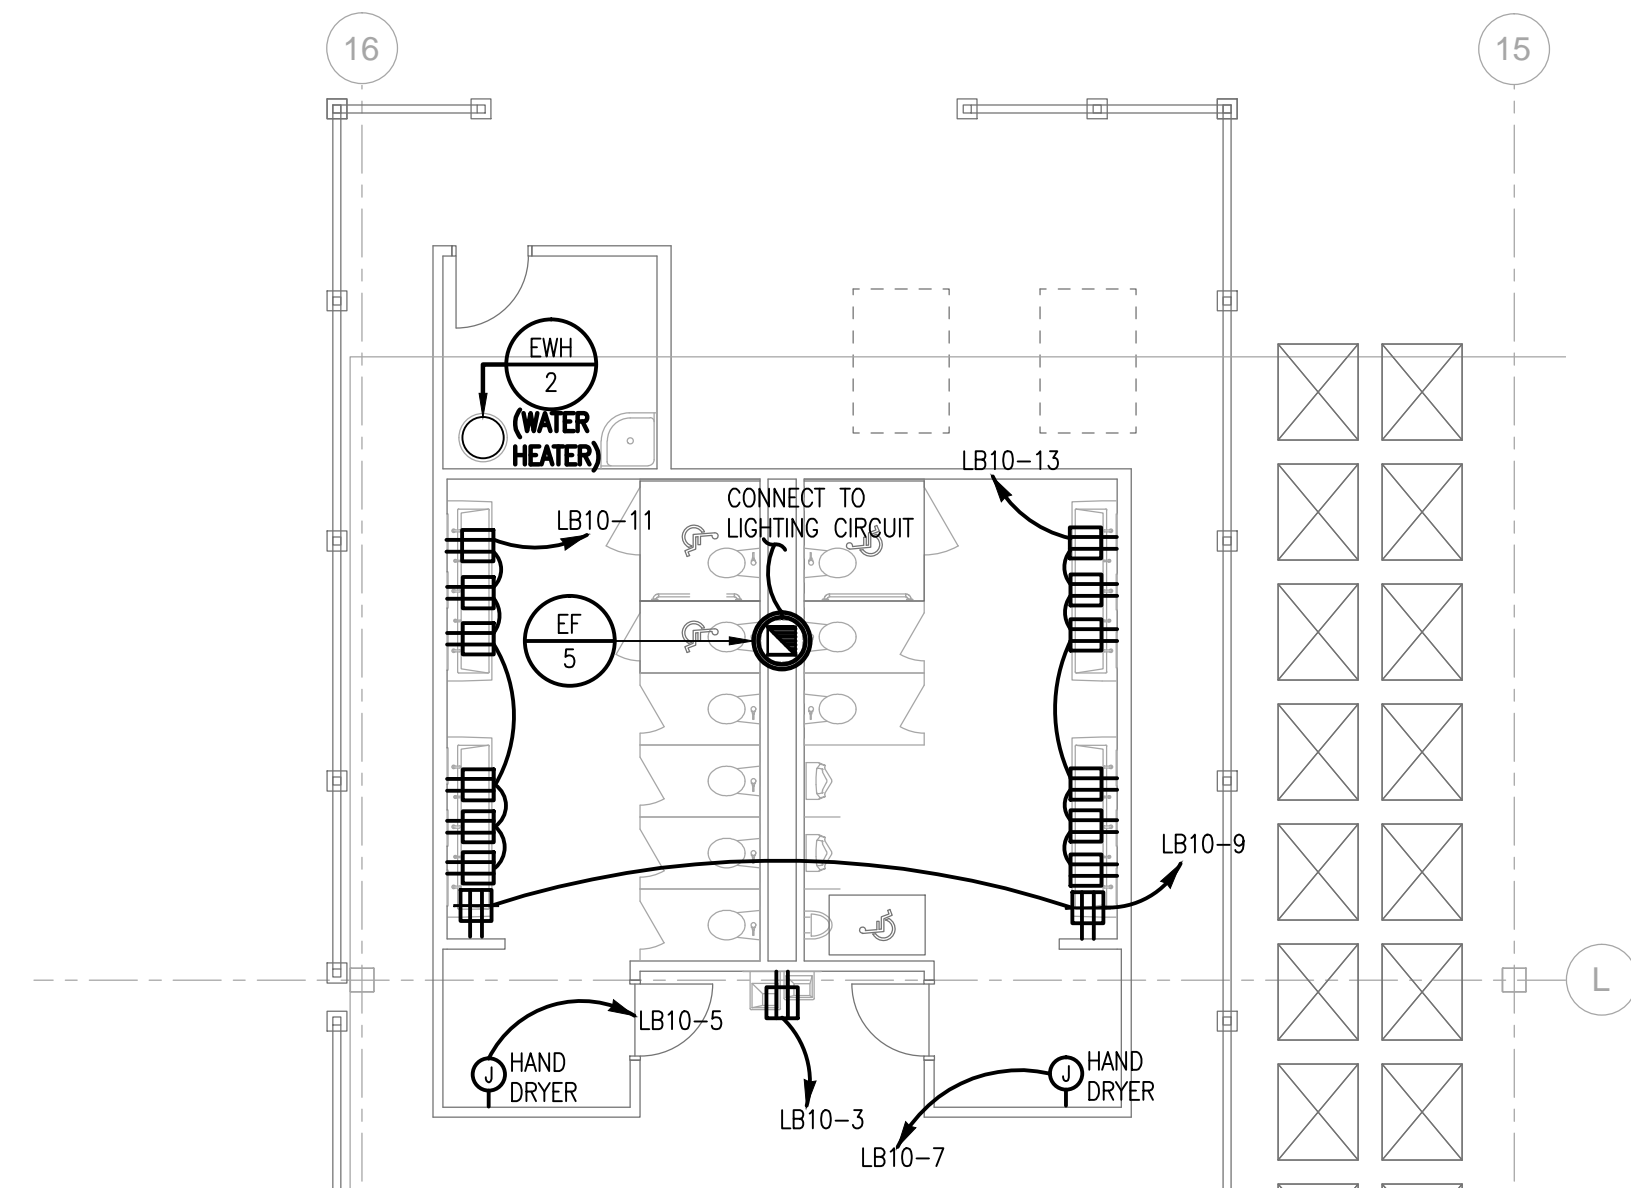 16
15
EWH
2
(WATER
HEATER)
LB10-13
CONNECT TO
LIGHTING CIRCUIT
LB10-11
EF
5
LB10-9
L
LB10-5
J
HAND
DRYER
J
HAND
DRYER
LB10-3
LB10-7